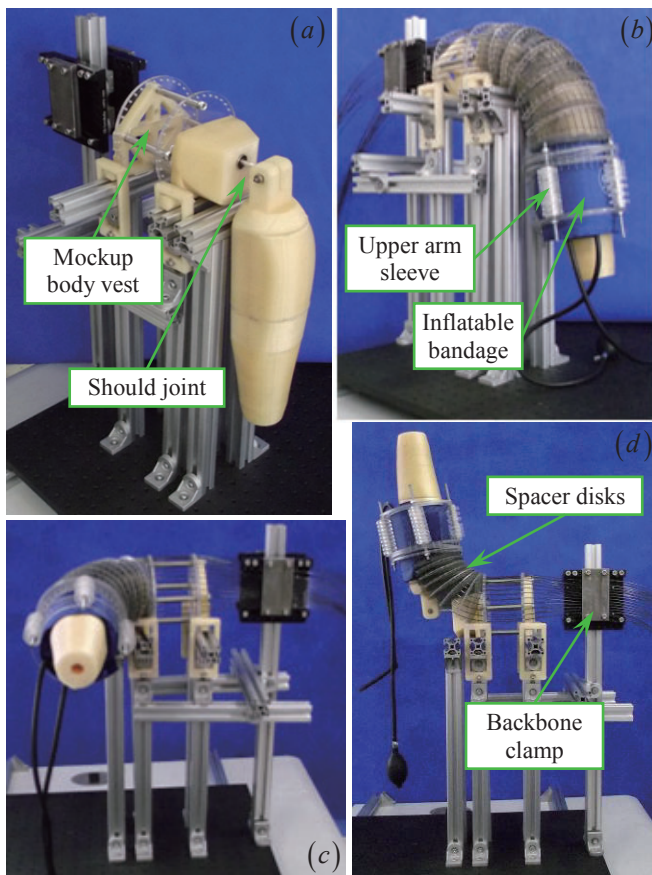 (a)
Mockup
body vest
Should joint
(b)
Upper arm
sleeve
Inflatable
bandage
(c)
(d)
Spacer disks
Backbone
clamp